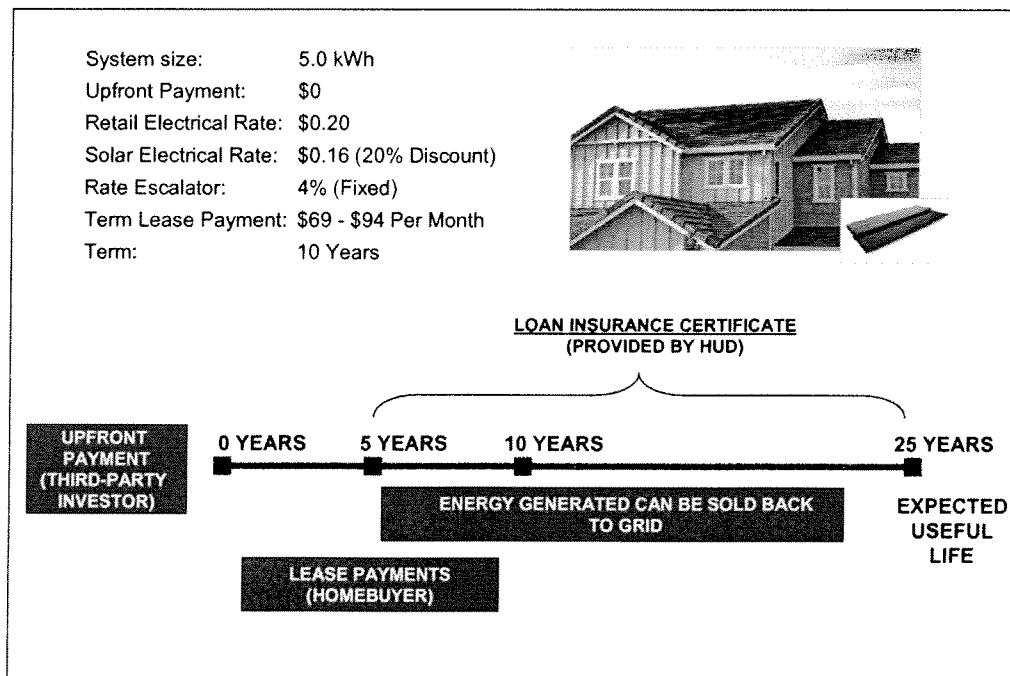 System size: 5.0 kWh
Upfront Payment: $0
Retail Electrical Rate: $0.20
Solar Electrical Rate: $0.16 (20% Discount)
Rate Escalator: 4% (Fixed)
Term Lease Payment: $69 - $94 Per Month
Term: 10 Years
LOAN INSURANCE CERTIFICATE
(PROVIDED BY HUD)
UPFRONT
PAYMENT
(THIRD-PARTY
INVESTOR)
0 YEARS
5 YEARS
10 YEARS
25 YEARS
ENERGY GENERATED CAN BE SOLD BACK
TO GRID
EXPECTED
USEFUL
LIFE
LEASE PAYMENTS
(HOMEBUYER)